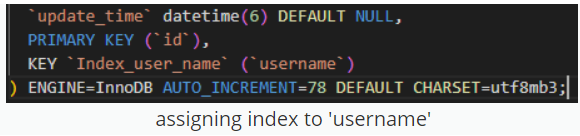 `update_time` datetime(6) DEFAULT NULL,
PRIMARY KEY (`id`),
KEY `Index_user_name` (`username`)
) ENGINE=InnoDB AUTO_INCREMENT=78 DEFAULT CHARSET=utf8mb3;
assigning index to 'username'